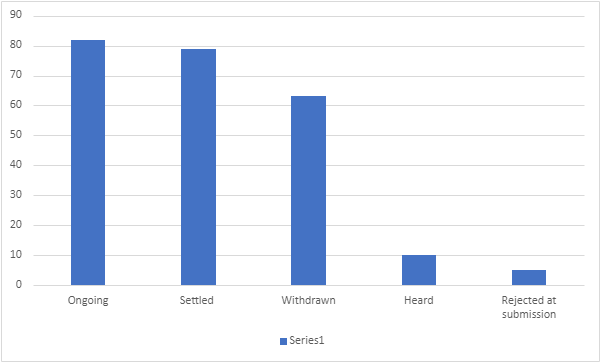 90
80
70
60
50
40
30
20
10
0
Ongoing
Settled
Withdrawn
Heard
Rejected at
submission
Series1